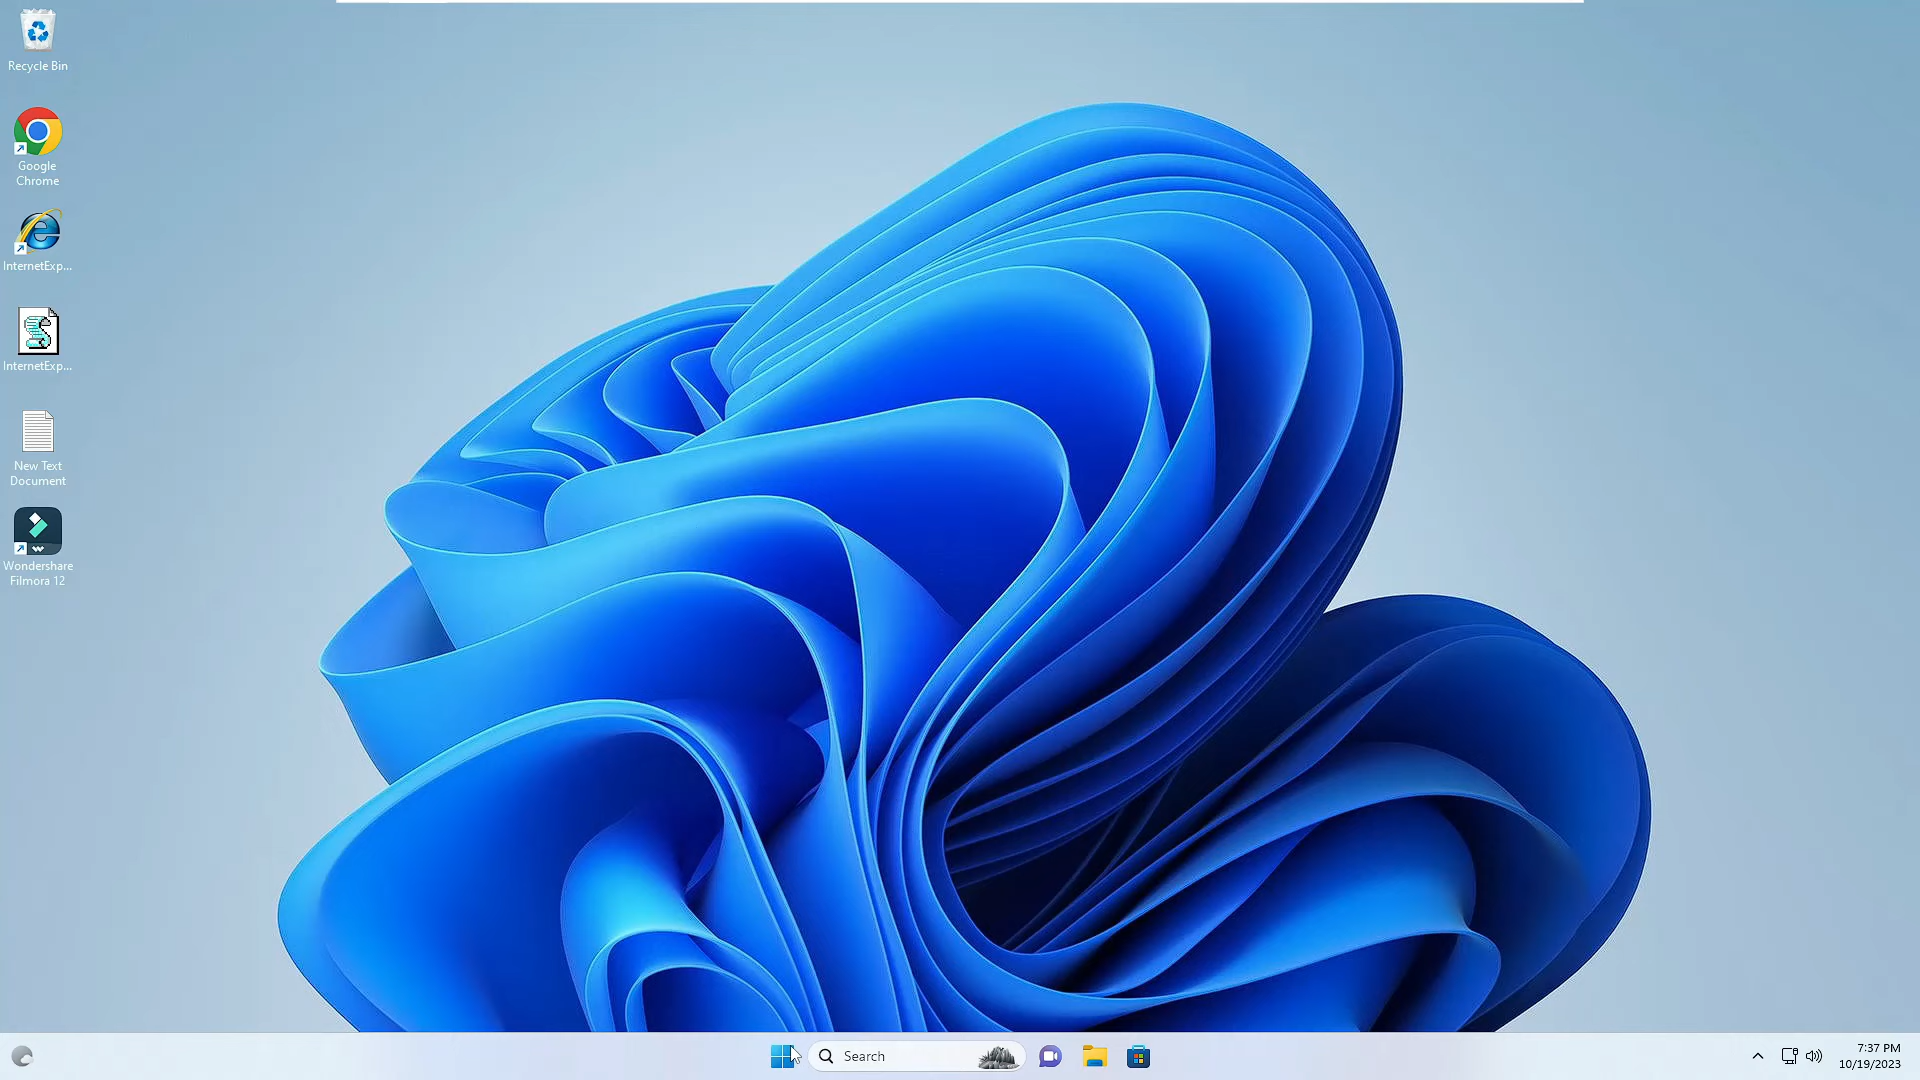 Recycle Bin
Google
Chrome
InternetExp...
InternetExp...
New Text
Document
Wondershare
Filmora 12
Search
7:37 PM
10/19/2023